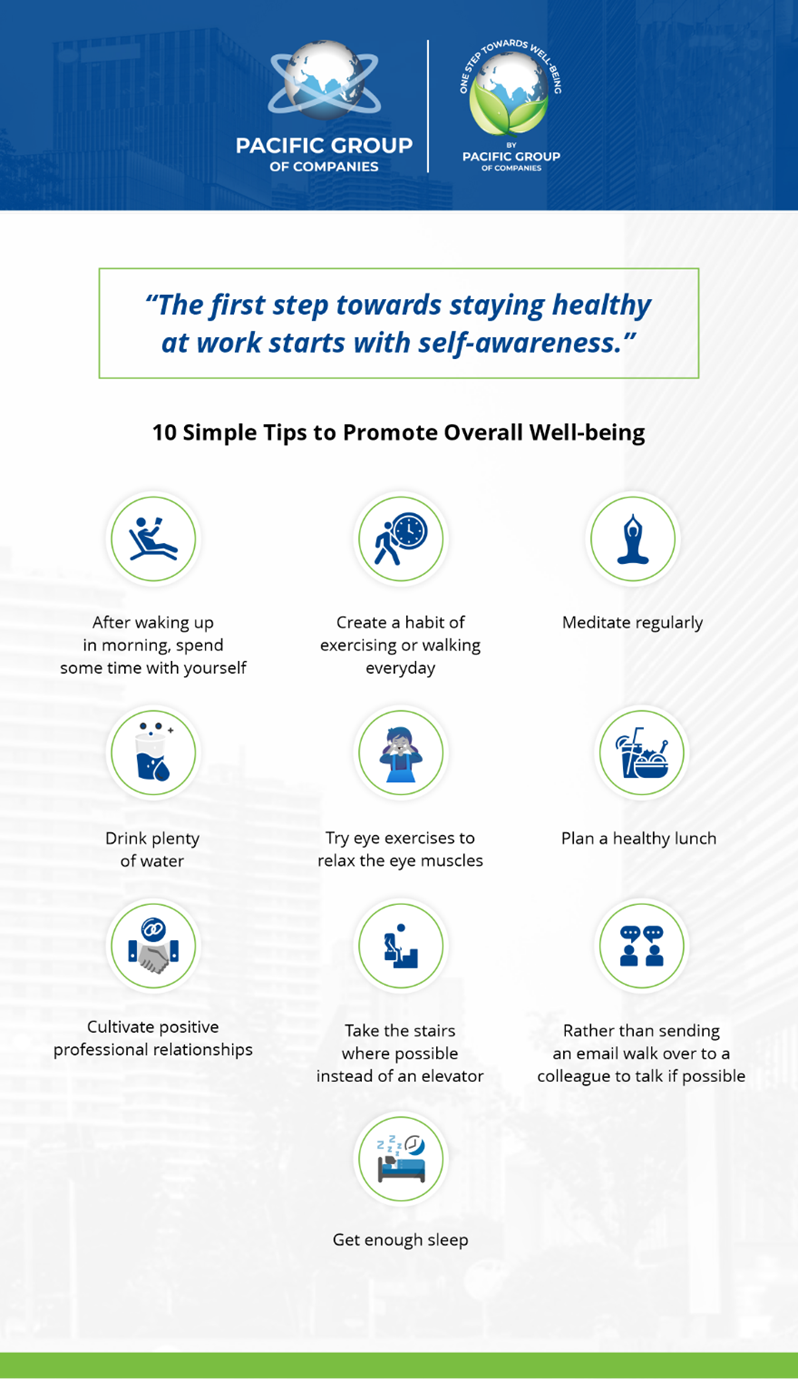 PACIFIC GROUP
OF COMPANIES
ONE STEP TOWARDS WELL-BEING
BY
PACIFIC GROUP
OF COMPANIES
“The first step towards staying healthy
at work starts with self-awareness.”
10 Simple Tips to Promote Overall Well-being
After waking up
in morning, spend
some time with yourself
Create a habit of
exercising or walking
everyday
Meditate regularly
Drink plenty
of water
Try eye exercises to
relax the eye muscles
Plan a healthy lunch
Cultivate positive
professional relationships
Take the stairs
where possible
instead of an elevator
Rather than sending
an email walk over to a
colleague to talk if possible
z z z z z
Get enough sleep